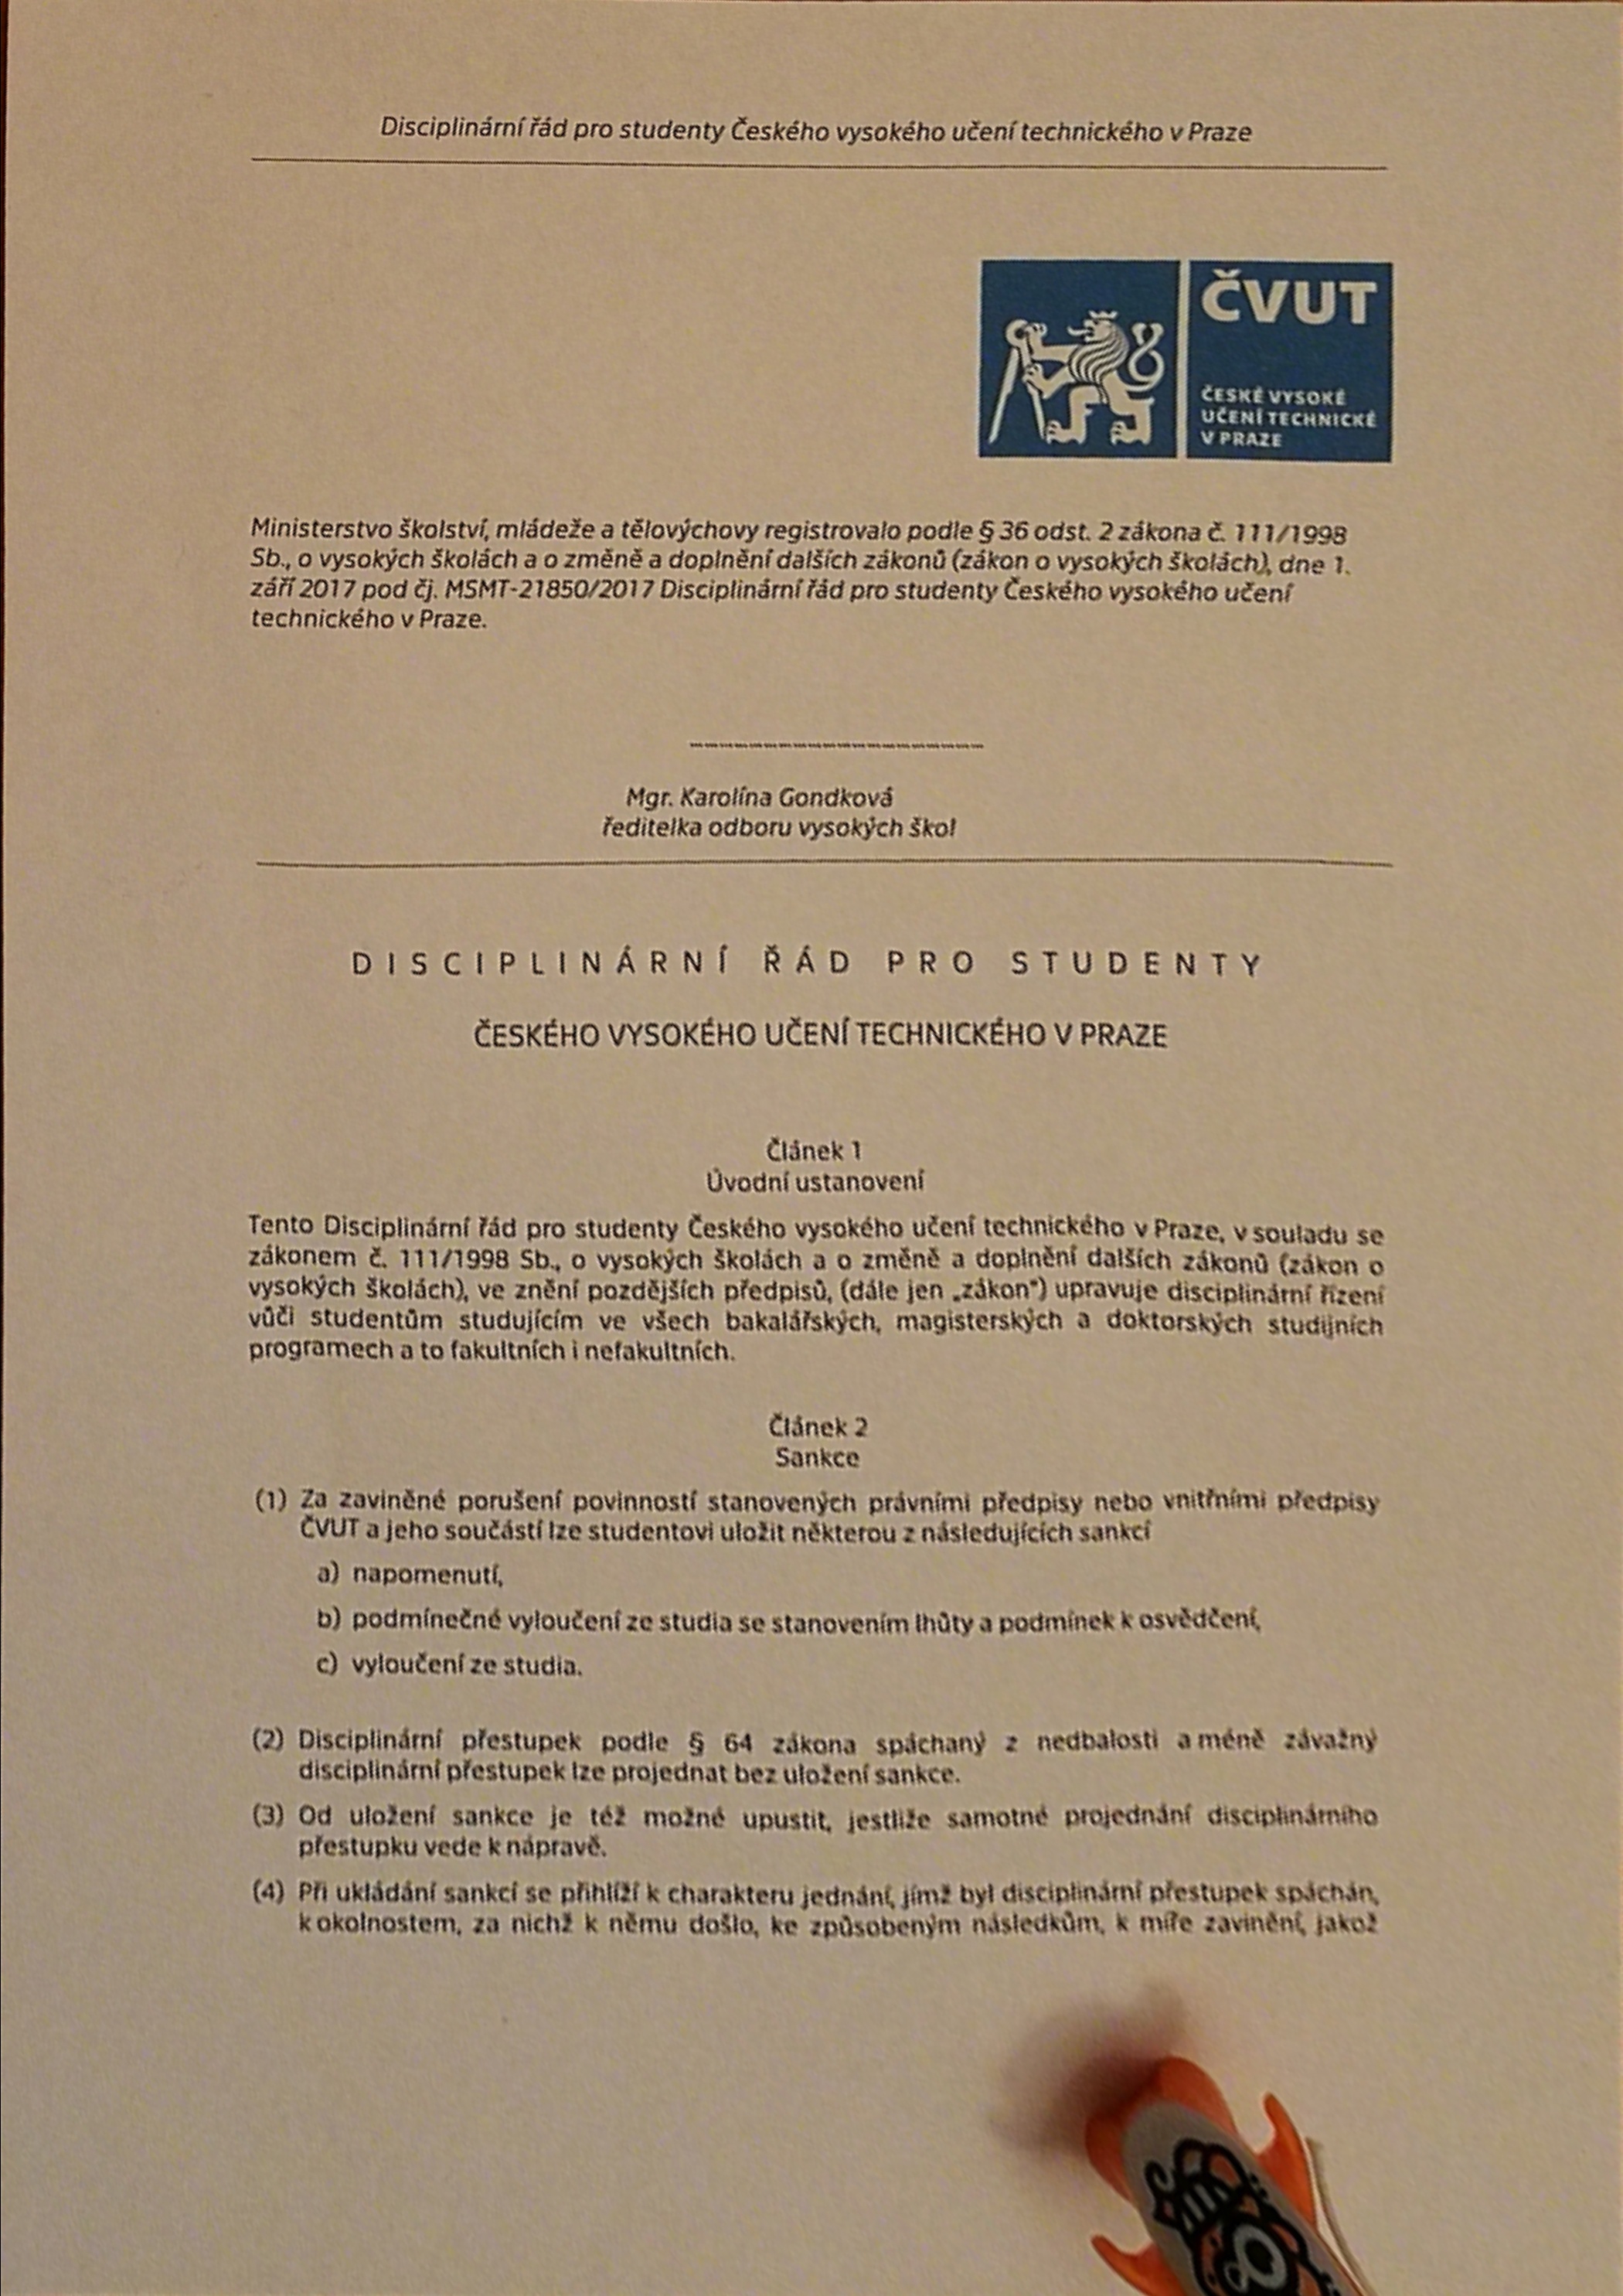 Disciplinární řád pro studenty Českého vysokého učení technického v Praze
ČVUT
ČESKÉ VYSOKÉ
UČENÍ TECHNICKÉ
V PRAZE
Ministerstvo školství, mládeže a tělovýchovy registrovalo podle § 36 odst. 2 zákona č. 111/1998
Sb., o vysokých školách a o změně a doplnění dalších zákonů (zákon o vysokých školách), dne 1.
září 2017 pod čj. MSMT-21850/2017 Disciplinární řád pro studenty Českého vysokého učení
technického v Praze.
Mgr. Karolína Gondková
ředitelka odboru vysokých škol
DISCIPLINÁRNÍ ŘÁD PRO STUDENTY
ČESKÉHO VYSOKÉHO UČENÍ TECHNICKÉHO V PRAZE
Článek 1
Úvodní ustanovení
Tento Disciplinární řád pro studenty Českého vysokého učení technického v Praze, v souladu se
zákonem č. 111/1998 Sb., o vysokých školách a o změně a doplnění dalších zákonů (zákon o
vysokých školách), ve znění pozdějších předpisů, (dále jen „zákon") upravuje disciplinární řízení
vůči studentům studujícím ve všech bakalářských, magisterských a doktorských studijních
programech a to fakultních i nefakultních.
Článek 2
Sankce
(1) Za zaviněné porušení povinností stanovených právními předpisy nebo vnitřními předpisy
ČVUT a jeho součástí lze studentovi uložit některou z následujících sankcí
a) napomenutí,
b) podmínečné vyloučení ze studia se stanovením lhůty a podmínek k osvědčení,
c) vyloučení ze studia.
(2) Disciplinární přestupek podle § 64 zákona spáchaný z nedbalosti a méně závažný
disciplinární přestupek lze projednat bez uložení sankce.
(3) Od uložení sankce je též možné upustit, jestliže samotné projednání disciplinárního
přestupku vede k nápravě.
(4) Při ukládání sankcí se přihlíží k charakteru jednání, jímž byl disciplinární přestupek spáchán,
k okolnostem, za nichž k němu došlo, ke způsobeným následkům, k míře zavinění, jakož